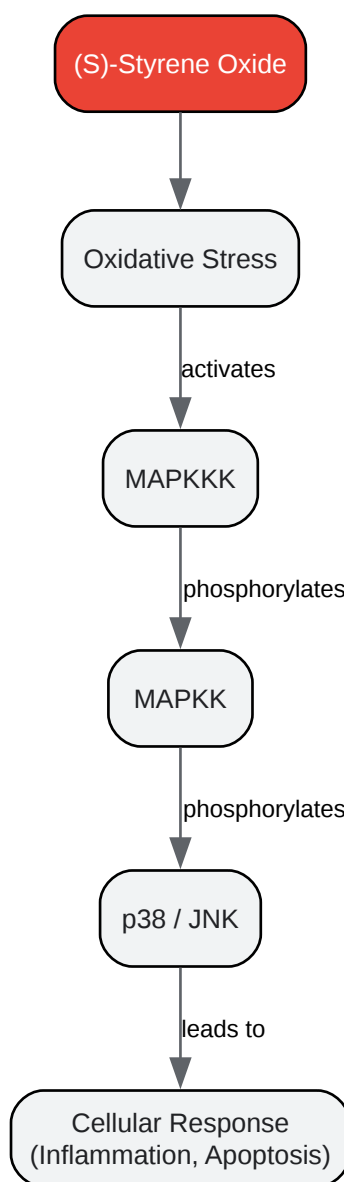 (S)-Styrene Oxide
Oxidative Stress
activates
MAPKKK
phosphorylates
MAPKK
phosphorylates
p38 / JNK
leads to
Cellular Response
(Inflammation, Apoptosis)